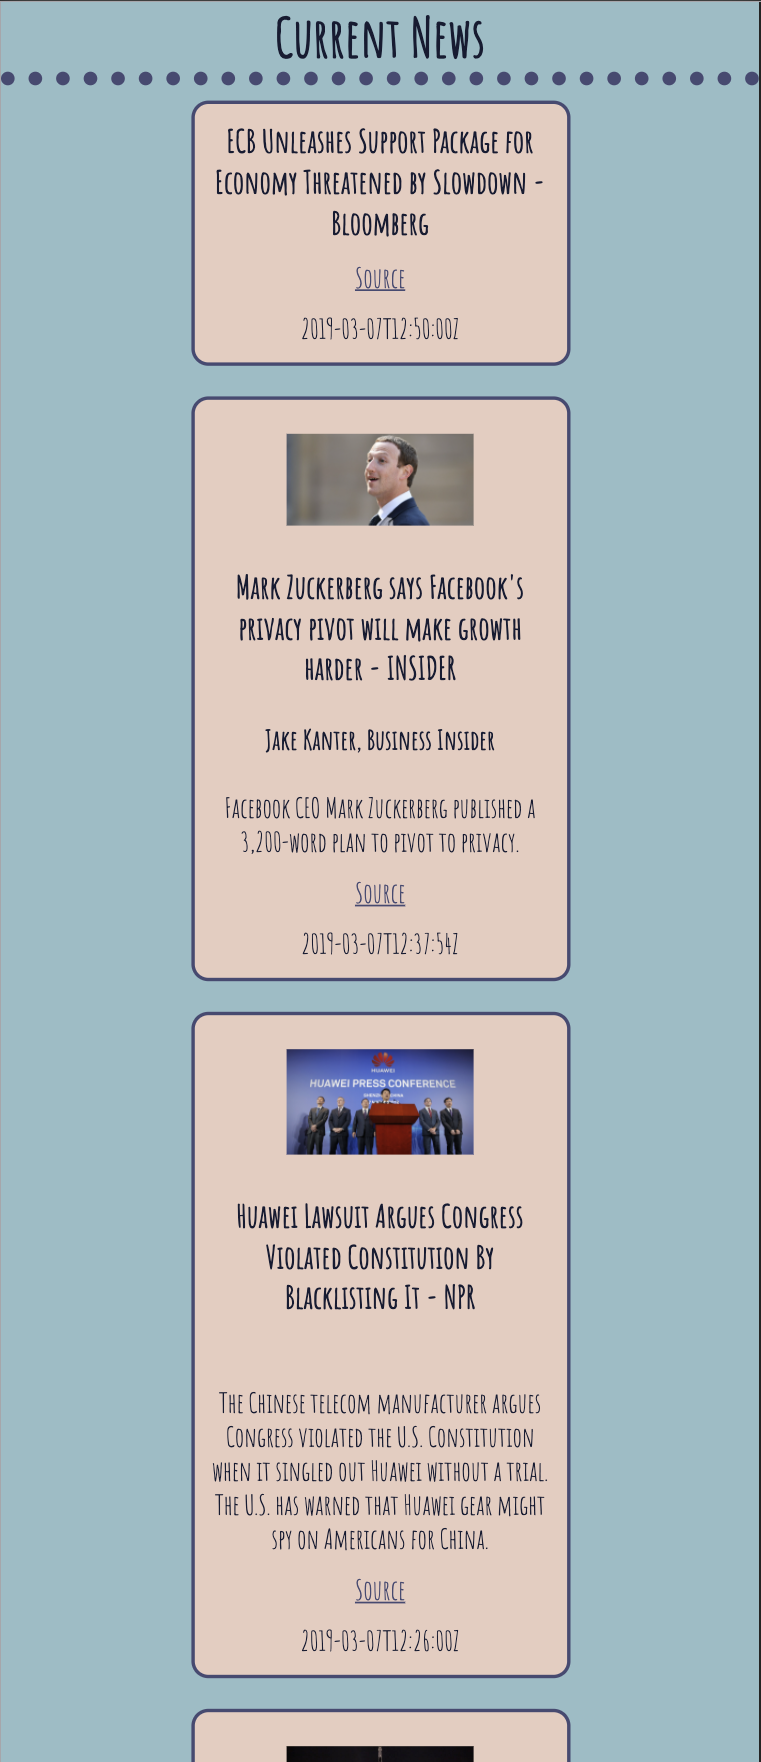 Current News
ECB Unleashes Support Package for
Economy Threatened by Slowdown -
Bloomberg
Source
2019-03-07T12:50:00Z
Mark Zuckerberg says Facebook's
privacy pivot will make growth
harder - INSIDER
Jake Kanter, Business Insider
Facebook CEO Mark Zuckerberg published a
3,200-word plan to pivot to privacy.
Source
2019-03-07T12:37:54Z
HUAWEI
HUAWEI PRESS CONFERENCE
Huawei Lawsuit Argues Congress
Violated Constitution By
Blacklisting It - NPR
The Chinese telecom manufacturer argues
Congress violated the U.S. Constitution
when it singled out Huawei without a trial.
The U.S. has warned that Huawei gear might
spy on Americans for China.
Source
2019-03-07T12:26:00Z